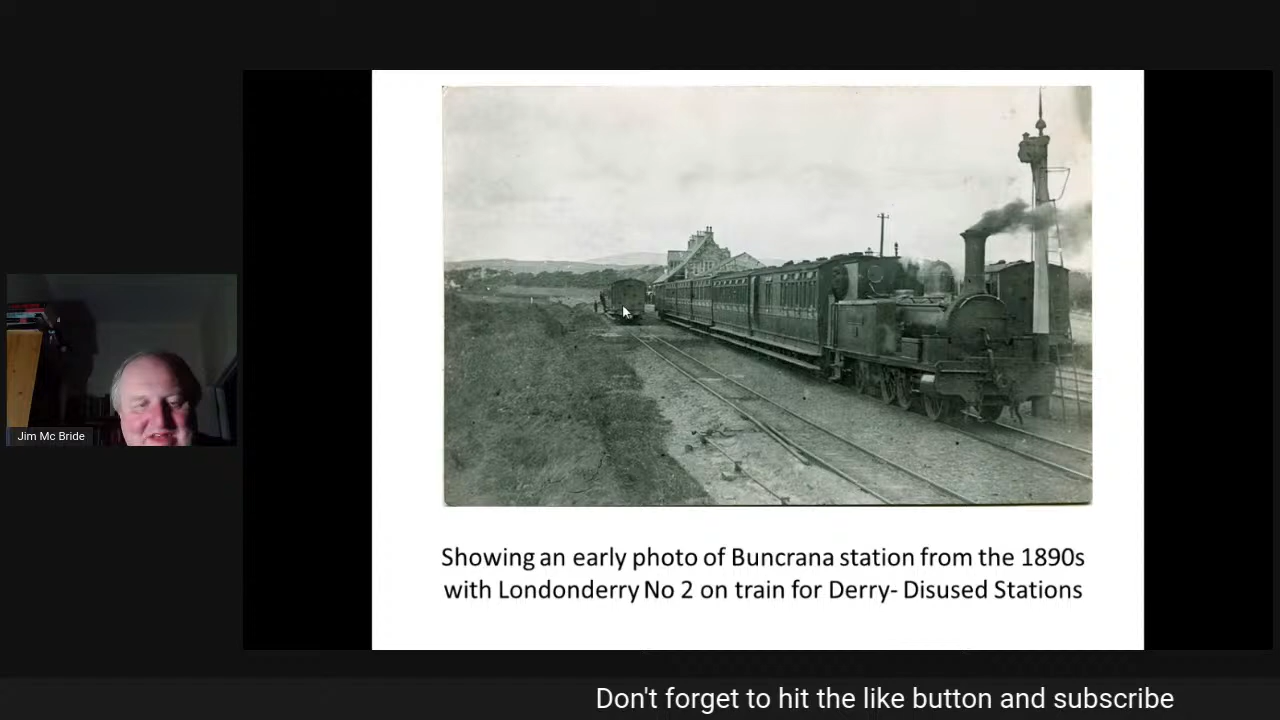 Jim Mc Bride
Showing an early photo of Buncrana station from the 1890s
with Londonderry No 2 on train for Derry- Disused Stations
Don't forget to hit the like button and subscribe